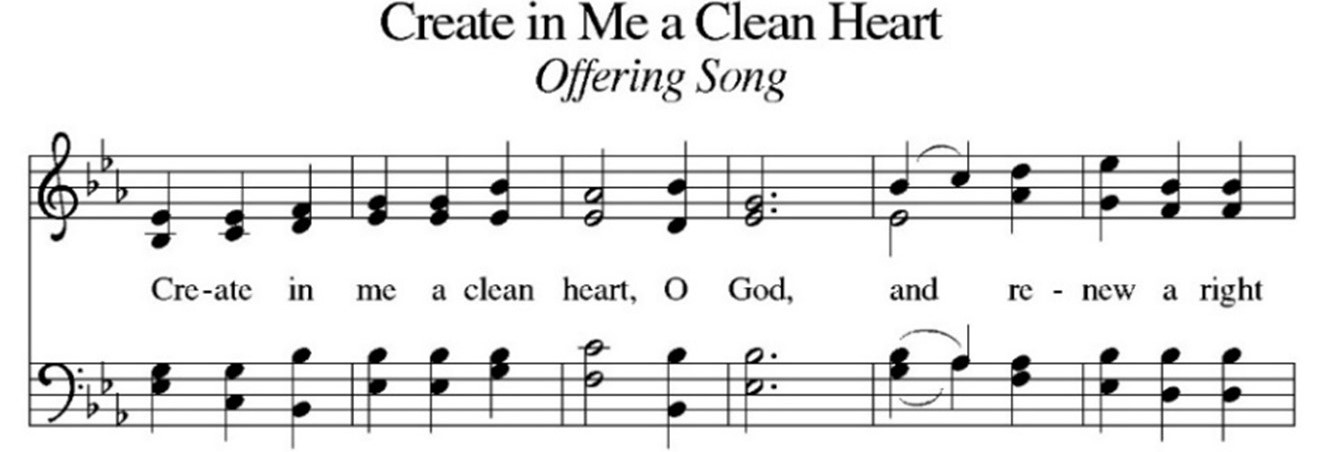 Create in Me a Clean Heart
Offering Song
Cre-ate in me a clean heart, O God, and re - new a right